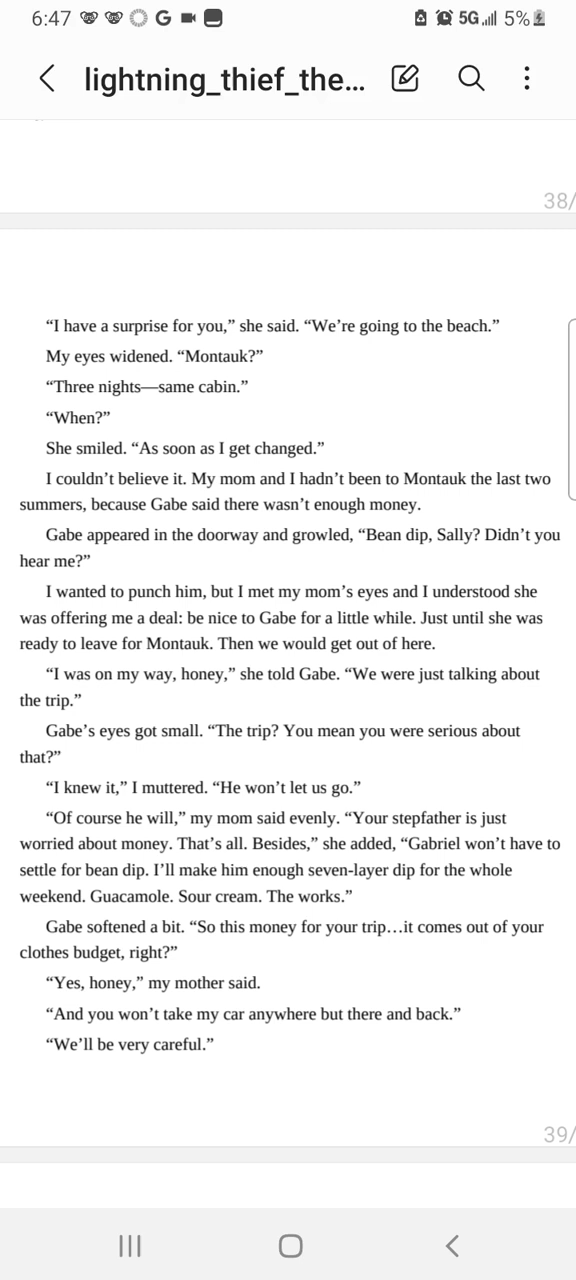 6:47 G 5G 5%
lightning_thief_the...
38/
“I have a surprise for you,” she said. “We’re going to the beach.”
My eyes widened. “Montauk?”
“Three nights—same cabin.”
“When?”
She smiled. “As soon as I get changed.”
I couldn’t believe it. My mom and I hadn’t been to Montauk the last two
summers, because Gabe said there wasn’t enough money.
Gabe appeared in the doorway and growled, “Bean dip, Sally? Didn’t you
hear me?”
I wanted to punch him, but I met my mom’s eyes and I understood she
was offering me a deal: be nice to Gabe for a little while. Just until she was
ready to leave for Montauk. Then we would get out of here.
“I was on my way, honey,” she told Gabe. “We were just talking about
the trip.”
Gabe’s eyes got small. “The trip? You mean you were serious about
that?”
“I knew it,” I muttered. “He won’t let us go.”
“Of course he will,” my mom said evenly. “Your stepfather is just
worried about money. That’s all. Besides,” she added, “Gabriel won’t have to
settle for bean dip. I’ll make him enough seven-layer dip for the whole
weekend. Guacamole. Sour cream. The works.”
Gabe softened a bit. “So this money for your trip…it comes out of your
clothes budget, right?”
“Yes, honey,” my mother said.
“And you won’t take my car anywhere but there and back.”
“We’ll be very careful.”
39/